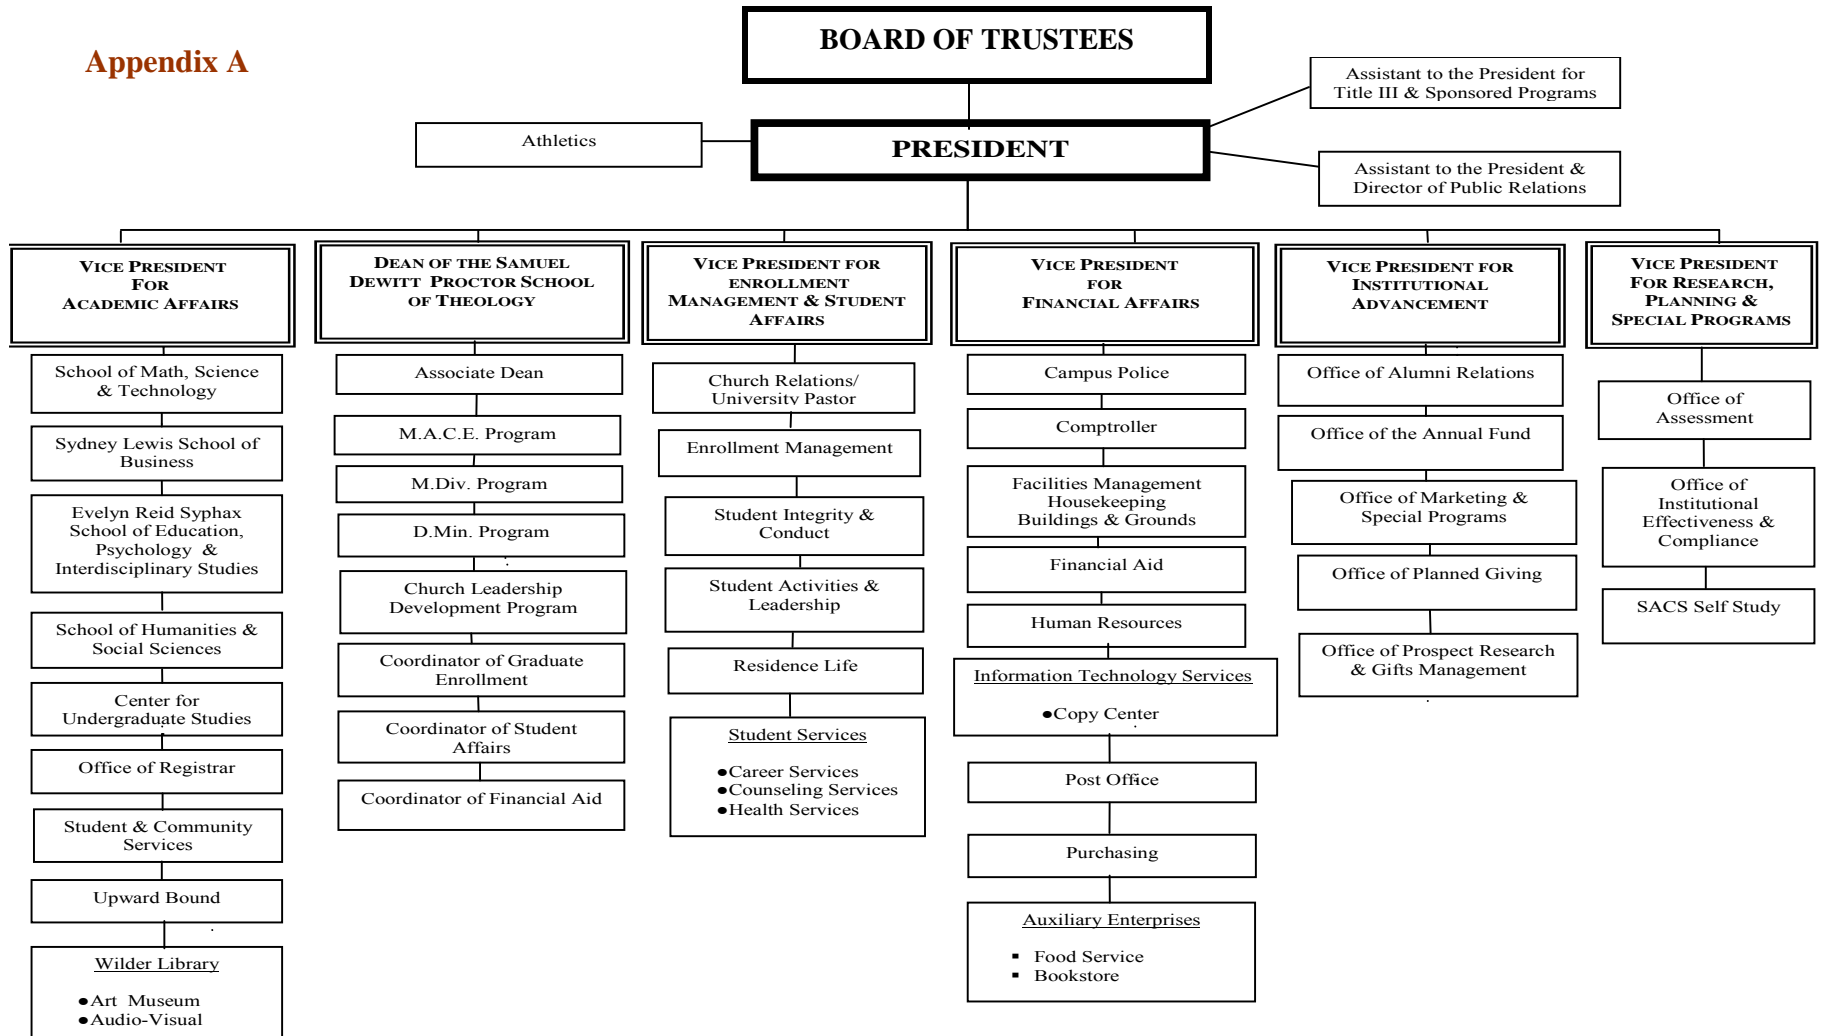 Appendix A
BOARD OF TRUSTEES
Assistant to the President for
Title III & Sponsored Programs
Athletics
PRESIDENT
Assistant to the President &
Director of Public Relations
VICE PRESIDENT
FOR
ACADEMIC AFFAIRS
School of Math, Science
& Technology
Sydney Lewis School of
Business
Evelyn Reid Syphax
School of Education,
Psychology &
Interdisciplinary Studies
School of Humanities &
Social Sciences
Center for
Undergraduate Studies
Office of Registrar
Student & Community
Services
Upward Bound
Wilder Library
●Art Museum
●Audio-Visual
DEAN OF THE SAMUEL
DEWITT PROCTOR SCHOOL
OF THEOLOGY
Associate Dean
M.A.C.E. Program
M.Div. Program
D.Min. Program
Church Leadership
Development Program
Coordinator of Graduate
Enrollment
Coordinator of Student
Affairs
Coordinator of Financial Aid
VICE PRESIDENT FOR
ENROLLMENT
MANAGEMENT & STUDENT
AFFAIRS
Church Relations/
University Pastor
Enrollment Management
Student Integrity &
Conduct
Student Activities &
Leadership
Residence Life
Student Services
●Career Services
●Counseling Services
●Health Services
VICE PRESIDENT
FOR
FINANCIAL AFFAIRS
Campus Police
Comptroller
Facilities Management
Housekeeping
Buildings & Grounds
Financial Aid
Human Resources
Information Technology Services
●Copy Center
Post Office
Purchasing
Auxiliary Enterprises
▪ Food Service
▪ Bookstore
VICE PRESIDENT FOR
INSTITUTIONAL
ADVANCEMENT
Office of Alumni Relations
Office of the Annual Fund
Office of Marketing &
Special Programs
Office of Planned Giving
Office of Prospect Research
& Gifts Management
VICE PRESIDENT
FOR RESEARCH,
PLANNING &
SPECIAL PROGRAMS
Office of
Assessment
Office of
Institutional
Effectiveness &
Compliance
SACS Self Study